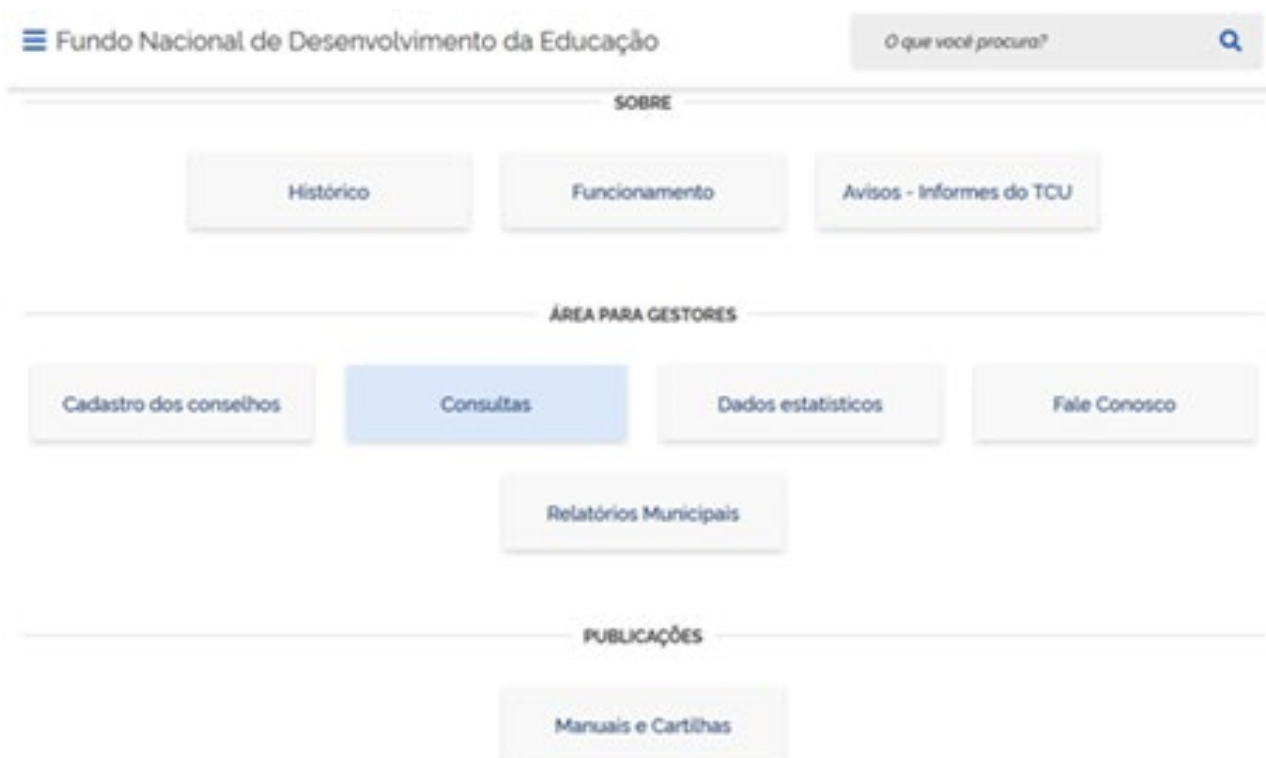 Fundo Nacional de Desenvolvimento da Educação
O que você procura?
SOBRE
Histórico
Funcionamento
Avisos - Informes do TCU
ÁREA PARA GESTORES
Cadastro dos conselhos
Consultas
Dados estatísticos
Fale Conosco
Relatórios Municipais
PUBLICAÇÕES
Manuais e Cartilhas